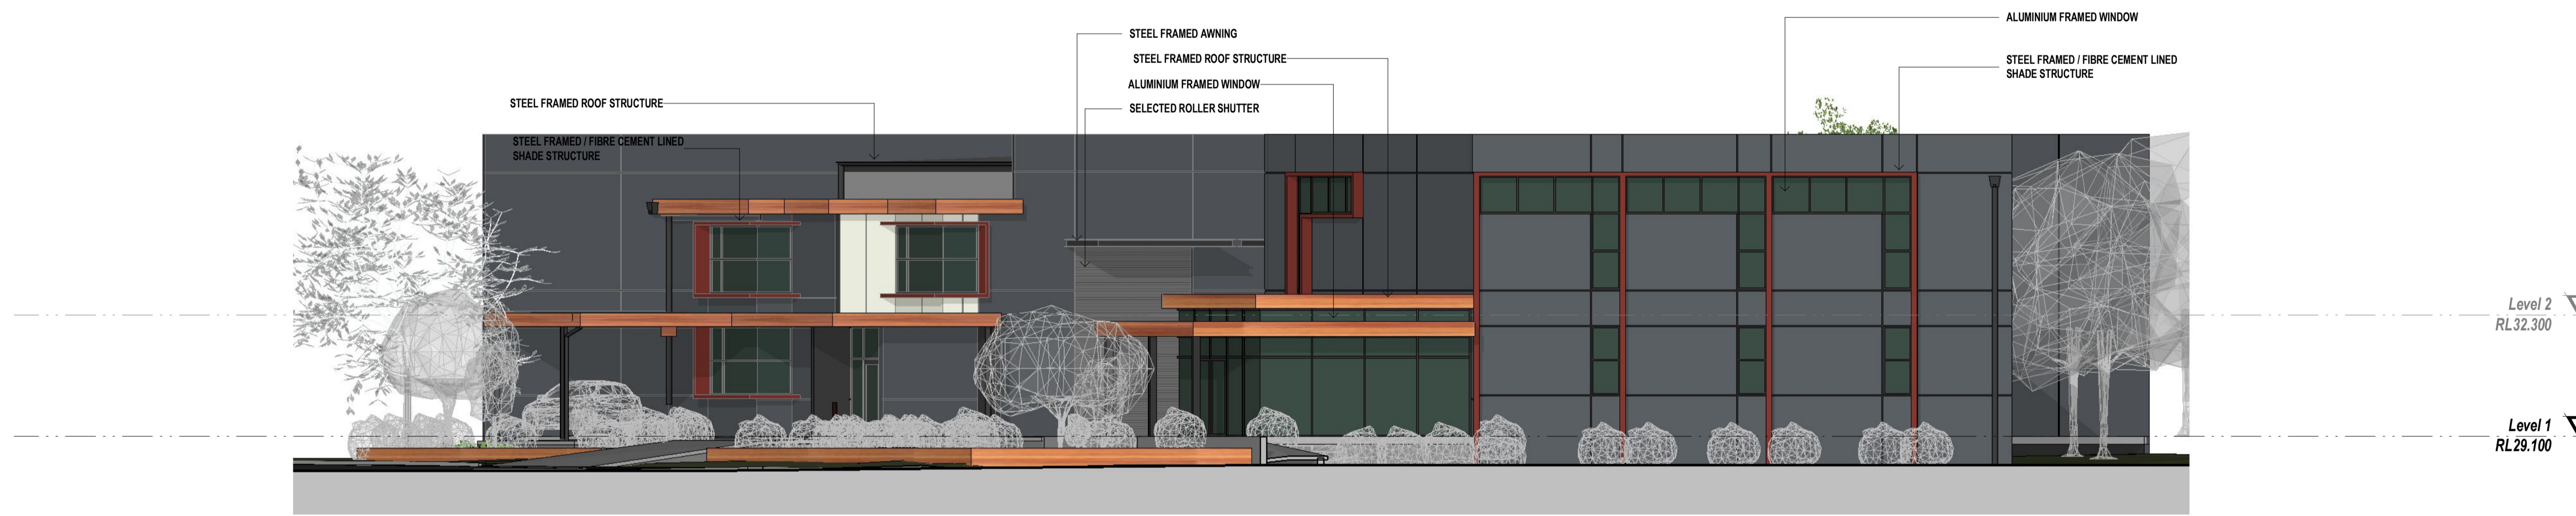 ALUMINIUM FRAMED WINDOW
STEEL FRAMED AWNING
STEEL FRAMED ROOF STRUCTURE
STEEL FRAMED / FIBRE CEMENT LINED
SHADE STRUCTURE
ALUMINIUM FRAMED WINDOW
STEEL FRAMED ROOF STRUCTURE
SELECTED ROLLER SHUTTER
STEEL FRAMED / FIBRE CEMENT LINED
SHADE STRUCTURE
Level 2
RL32.300
Level 1
RL29.100